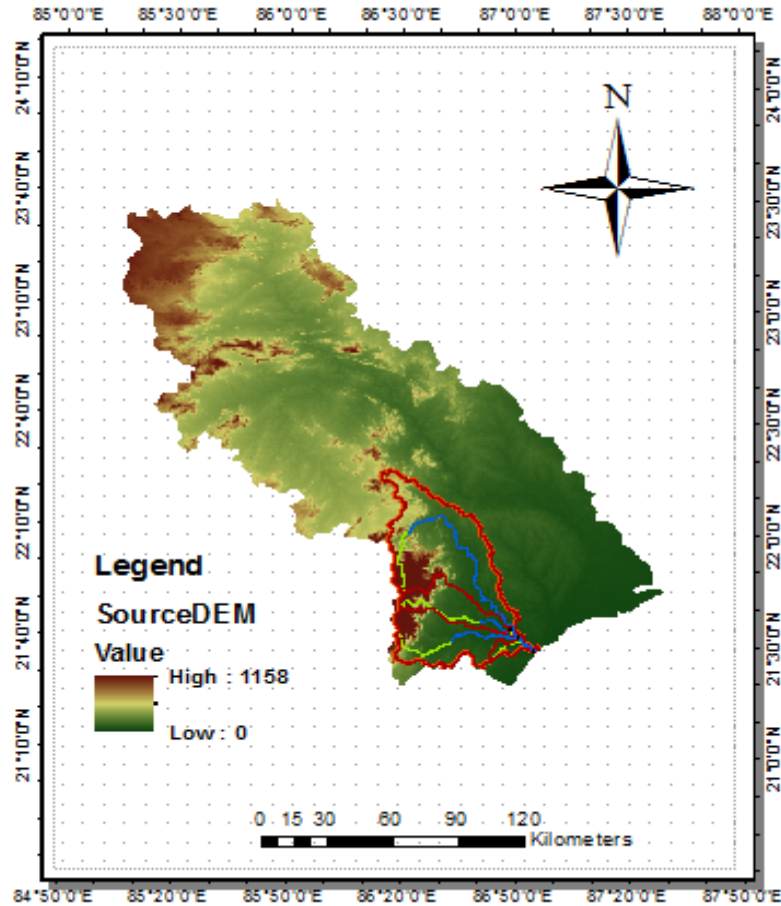 85°0'0"E 85°30'0"E 86°0'0"E 86°30'0"E 87°0'0"E 87°30'0"E 88°0'0"E
24°10'0"N
24°0'0"N
N
23°40'0"N
23°30'0"N
23°10'0"N
23°0'0"N
22°40'0"N
22°30'0"N
22°10'0"N
22°0'0"N
Legend
SourceDEM
21°40'0"N
21°30'0"N
Value
High : 1158
Low : 0
21°10'0"N
21°0'0"N
0 15 30 60 90 120
Kilometers
84°50'0"E 85°20'0"E 85°50'0"E 86°20'0"E 86°50'0"E 87°20'0"E 87°50'0"E